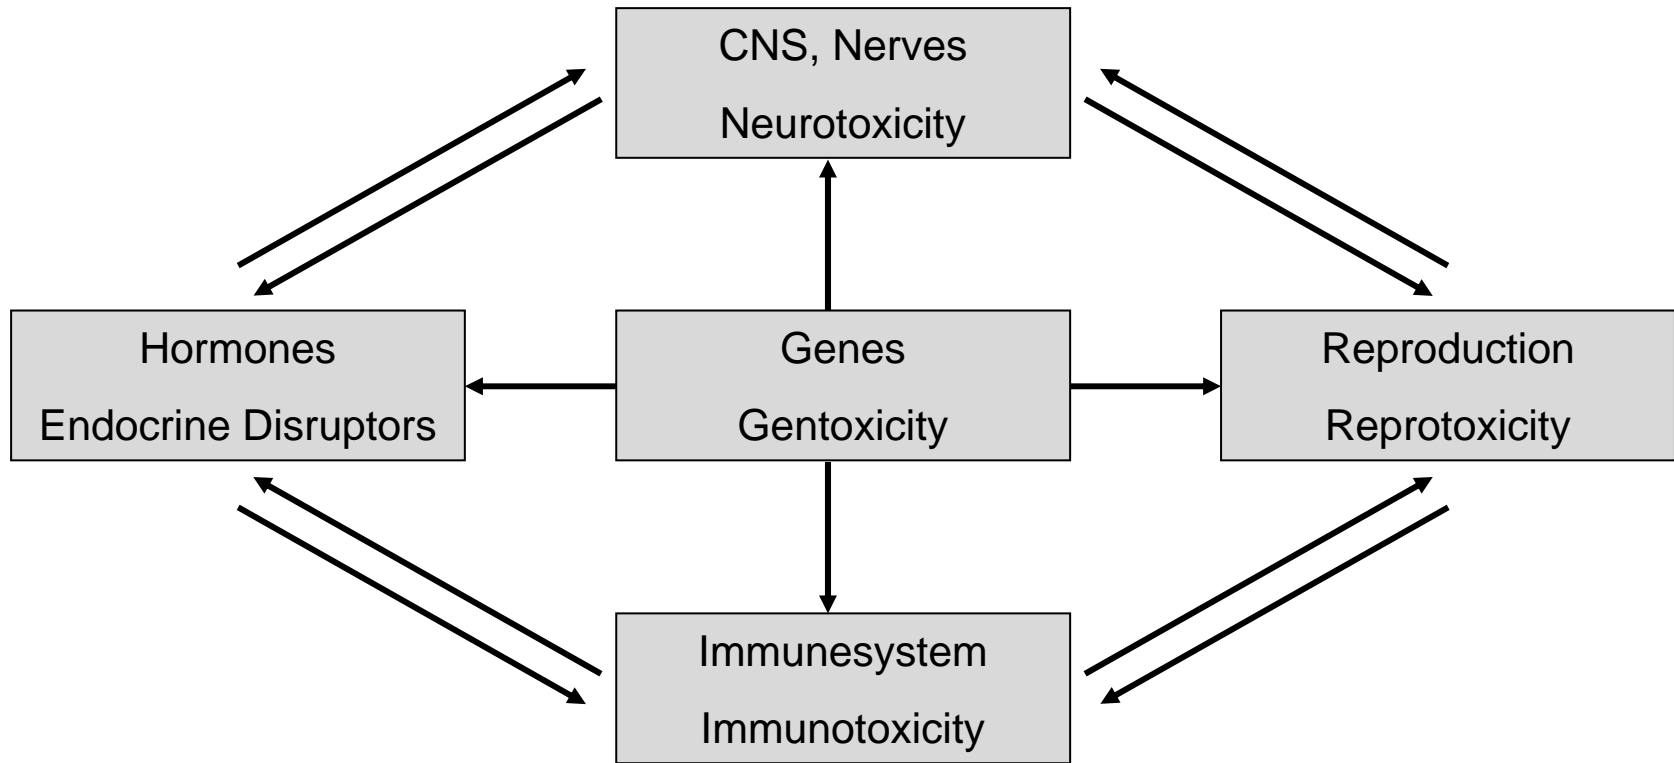 CNS, Nerves
Neurotoxicity
Hormones
Endocrine Disruptors
Genes
Gentoxicity
Reproduction
Reprotoxicity
Immunesystem
Immunotoxicity